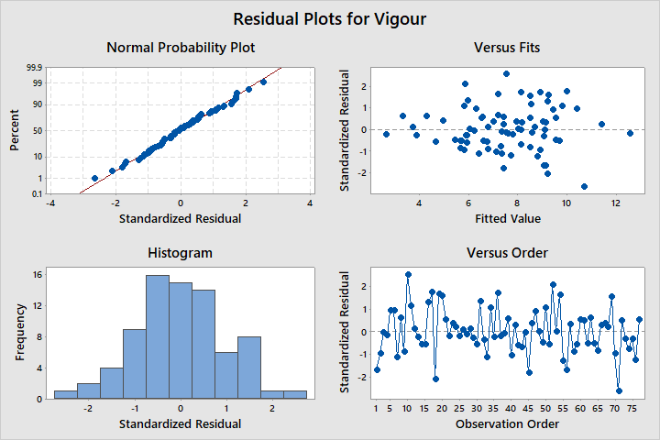 Residual Plots for Vigour
Normal Probability Plot
99.9
99
90
50
10
1
0.1
Percent
-4 -2 0 2 4
Standardized Residual
Versus Fits
2
1
0
-1
-2
Standardized Residual
4 6 8 10 12
Fitted Value
Histogram
16
12
8
4
0
Frequency
-2 -1 0 1 2
Standardized Residual
Versus Order
2
1
0
-1
-2
Standardized Residual
1 5 10 15 20 25 30 35 40 45 50 55 60 65 70 75
Observation Order